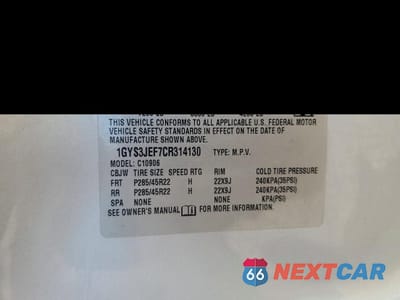 THIS VEHICLE CONFORMS TO ALL APPLICABLE U.S. FEDERAL MOTOR
VEHICLE SAFETY STANDARDS IN EFFECT ON THE DATE OF
MANUFACTURE SHOWN ABOVE.
1GYS3JEF7CR314130 TYPE: M.P.V.
MODEL: C10906
CBJW TIRE SIZE SPEED RTG RIM COLD TIRE PRESSURE
FRT P285/45R22 H 22X9J 240KPA(35PSI)
RR P285/45R22 H 22X9J 240KPA(35PSI)
SPA NONE NONE KPA(PSI)
SEE OWNER'S MANUAL FOR MORE INFORMATION.
66 NEXTCAR